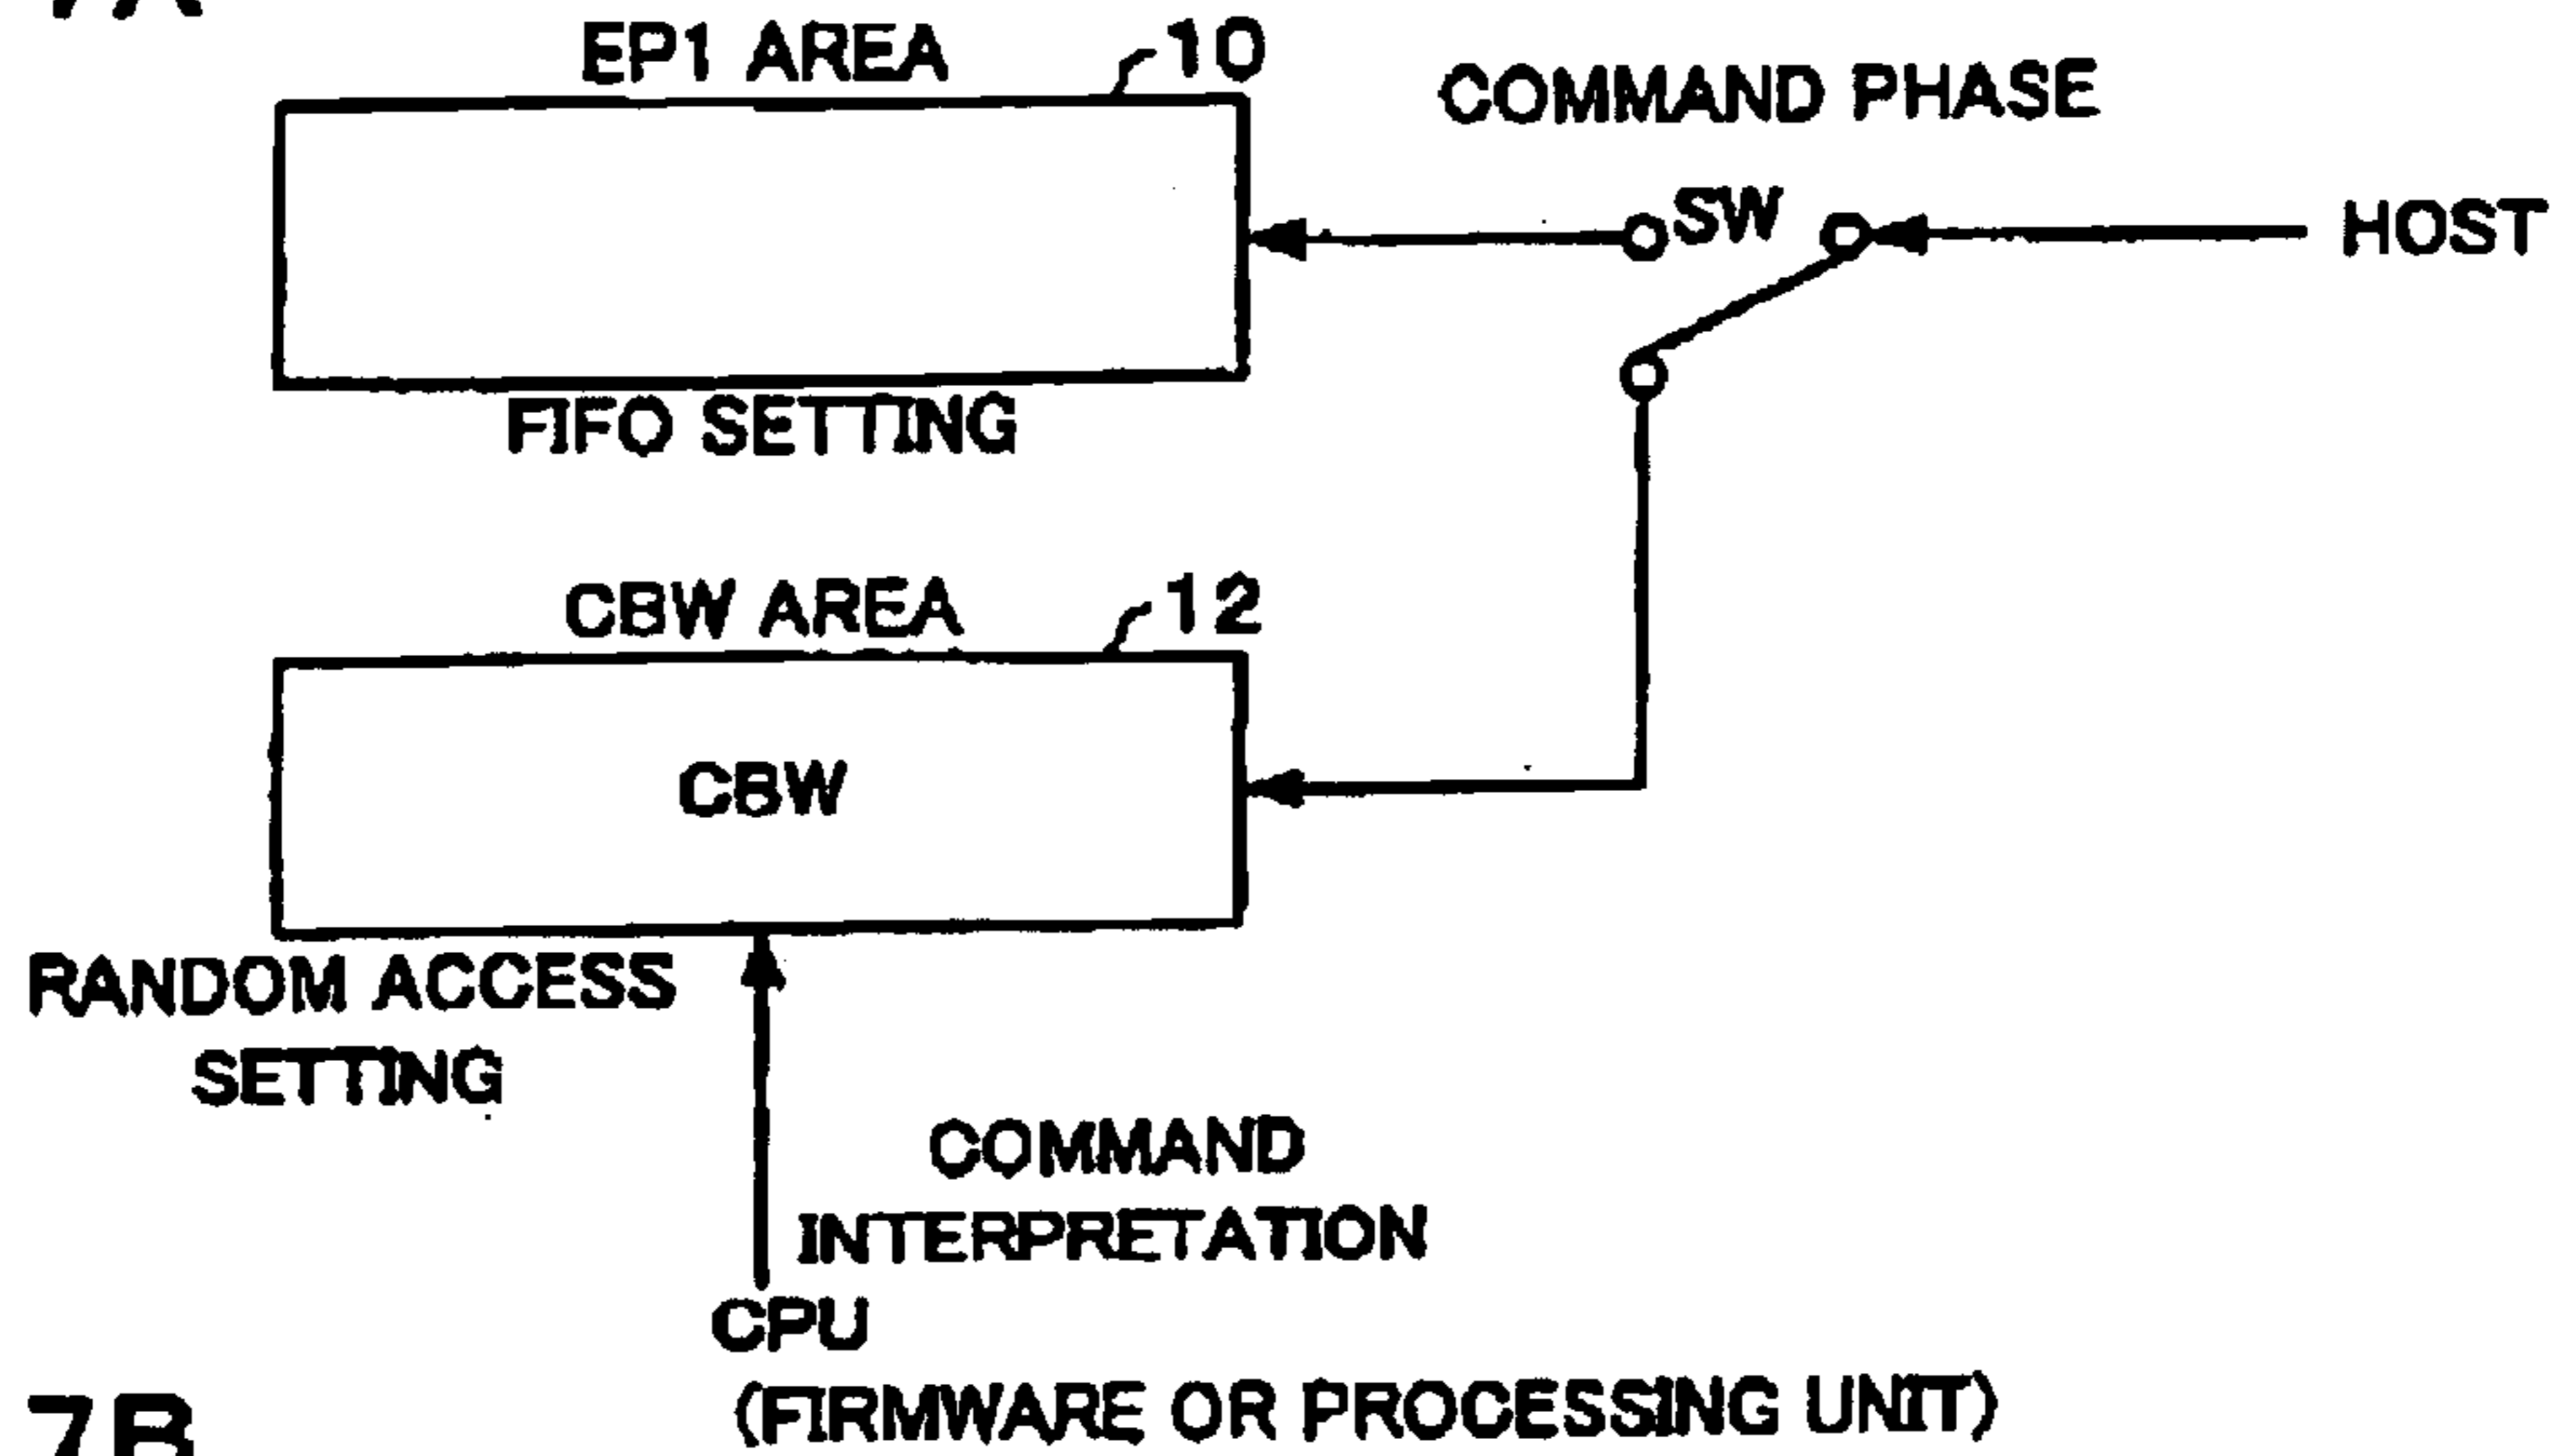 7A
EP1 AREA
10
COMMAND PHASE
SW
HOST
FIFO SETTING
CBW AREA
12
CBW
RANDOM ACCESS
SETTING
COMMAND
INTERPRETATION
CPU
(FIRMWARE OR PROCESSING UNIT)
7B